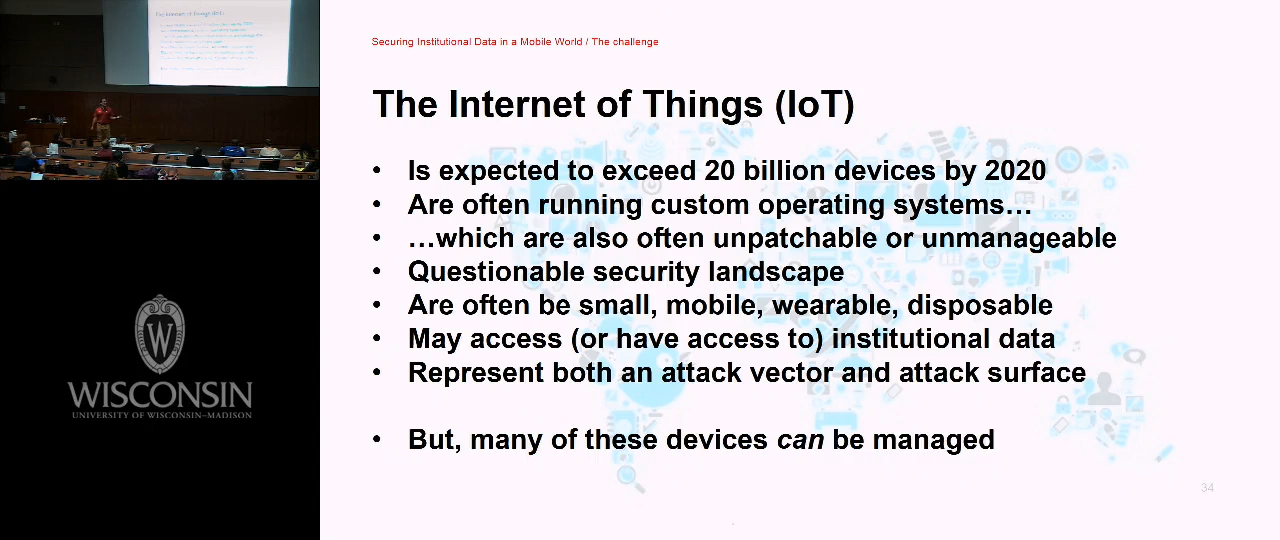 Securing Institutional Data in a Mobile World / The challenge
The Internet of Things (IoT)
• Is expected to exceed 20 billion devices by 2020
• Are often running custom operating systems…
• …which are also often unpatchable or unmanageable
• Questionable security landscape
• Are often be small, mobile, wearable, disposable
• May access (or have access to) institutional data
• Represent both an attack vector and attack surface
• But, many of these devices can be managed
34
W
WISCONSIN
UNIVERSITY OF WISCONSIN–MADISON